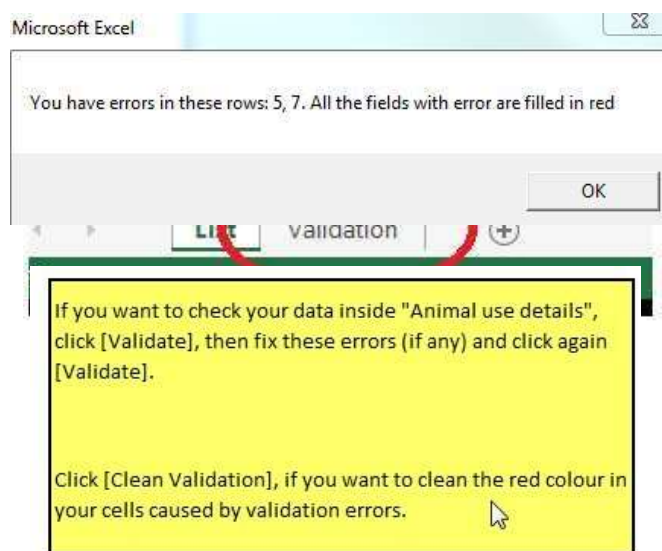 Microsoft Excel
You have errors in these rows: 5, 7. All the fields with error are filled in red
OK
List Validation
If you want to check your data inside "Animal use details",
click [Validate], then fix these errors (if any) and click again
[Validate].
Click [Clean Validation], if you want to clean the red colour in
your cells caused by validation errors.